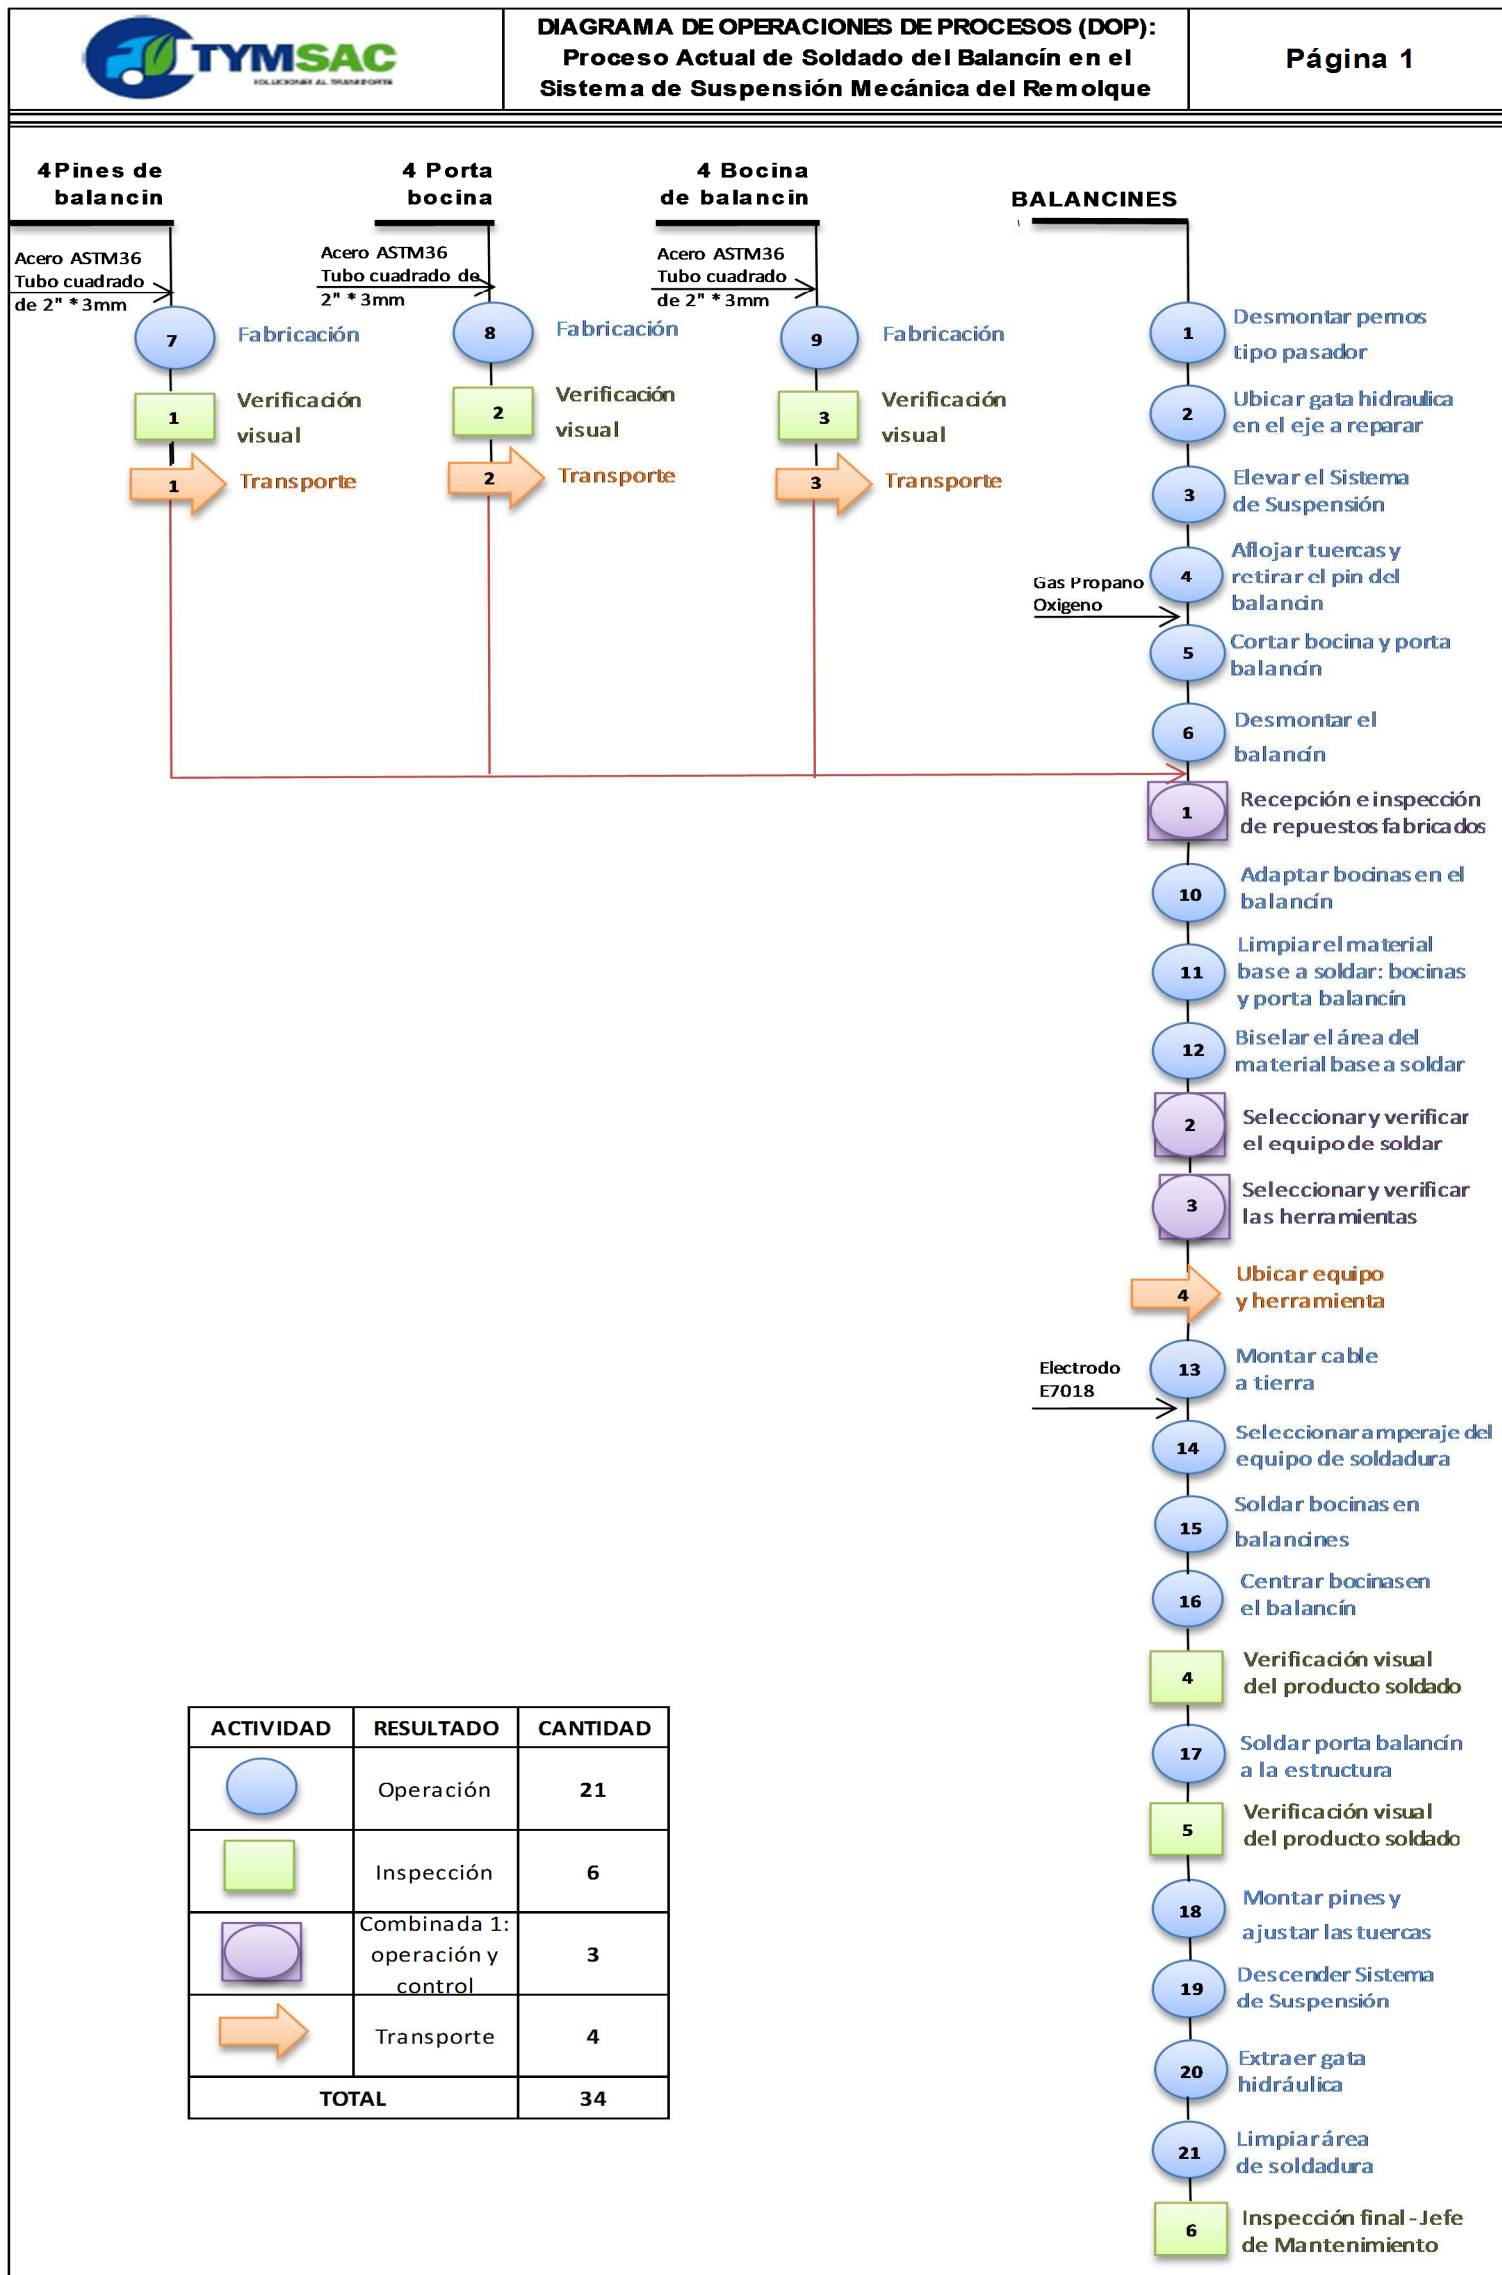 TYMSAC
SOLUCIONES AL TRANSPORTE
DIAGRAMA DE OPERACIONES DE PROCESOS (DOP):
Proceso Actual de Soldado del Balancín en el
Sistema de Suspensión Mecánica del Remolque
Página 1
4Pines de
balancin
Acero ASTM36
Tubo cuadrado
de 2" * 3mm
7
Fabricación
1
Verificación
visual
1
Transporte
4 Porta
bocina
Acero ASTM36
Tubo cuadrado de
2" * 3mm
8
Fabricación
2
Verificación
visual
2
Transporte
4 Bocina
de balancin
Acero ASTM36
Tubo cuadrado
de 2" * 3mm
9
Fabricación
3
Verificación
visual
3
Transporte
BALANCINES
1
Desmontar pernos
tipo pasador
2
Ubicar gata hidraulica
en el eje a reparar
3
Elevar el Sistema
de Suspensión
4
Aflojar tuercas y
retirar el pin del
balancin
Gas Propano
Oxigeno
5
Cortar bocina y porta
balancín
6
Desmontar el
balancín
1
Recepción e inspección
de repuestos fabricados
10
Adaptar bocinas en el
balancín
11
Limpiar el material
base a soldar: bocinas
y porta balancín
12
Biselar el área del
material base a soldar
2
Seleccionar y verificar
el equipo de soldar
3
Seleccionar y verificar
las herramientas
4
Ubicar equipo
y herramienta
13
Montar cable
a tierra
Electrodo
E7018
14
Seleccionar amperaje del
equipo de soldadura
15
Soldar bocinas en
balancines
16
Centrar bocinas en
el balancín
4
Verificación visual
del producto soldado
17
Soldar porta balancín
a la estructura
5
Verificación visual
del producto soldado
18
Montar pines y
ajustar las tuercas
19
Descender Sistema
de Suspensión
20
Extraer gata
hidráulica
21
Limpiar área
de soldadura
6
Inspección final - Jefe
de Mantenimiento
ACTIVIDAD RESULTADO CANTIDAD
Operación 21
Inspección 6
Combinada 1:
operación y
control
3
Transporte 4
TOTAL 34